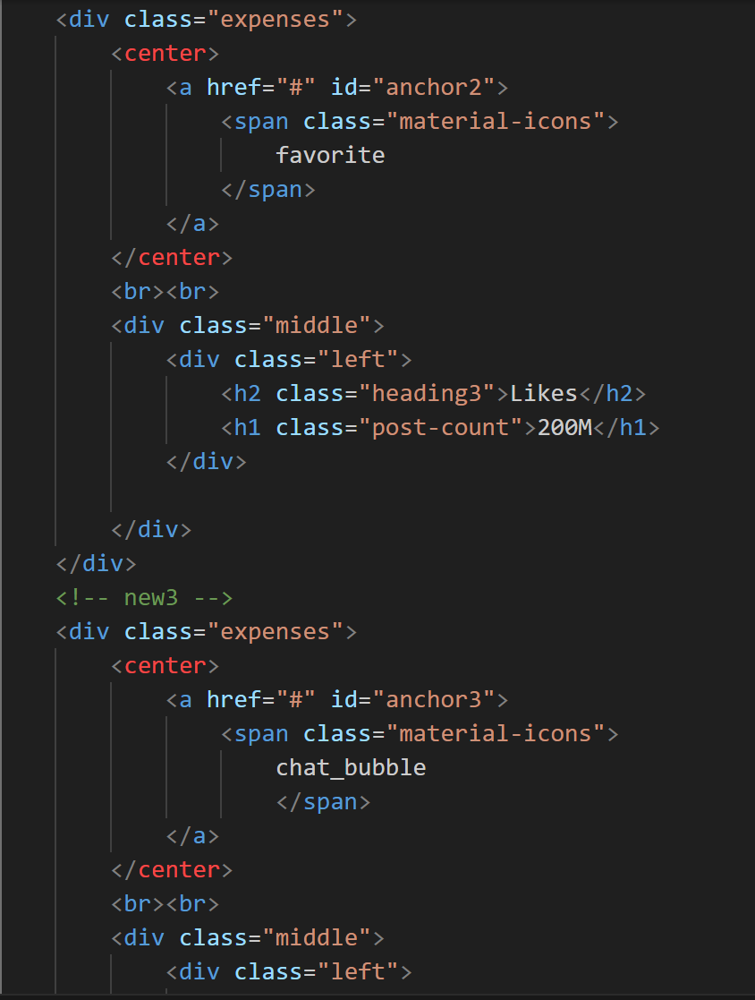 <div class="expenses">
    <center>
        <a href="#" id="anchor2">
            <span class="material-icons">
                favorite
            </span>
        </a>
    </center>
    <br><br>
    <div class="middle">
        <div class="left">
            <h2 class="heading3">Likes</h2>
            <h1 class="post-count">200M</h1>
        </div>

    </div>
</div>
<!-- new3 -->
<div class="expenses">
    <center>
        <a href="#" id="anchor3">
            <span class="material-icons">
                chat_bubble
                </span>
        </a>
    </center>
    <br><br>
    <div class="middle">
        <div class="left">